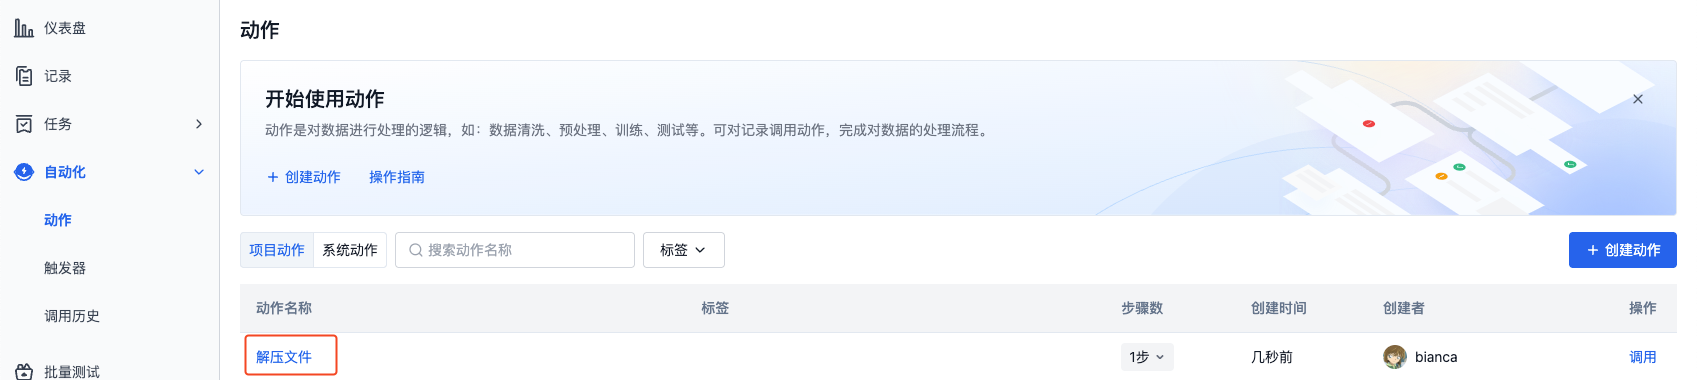 仪表盘
记录
任务
自动化
动作
触发器
调用历史
批量测试
动作
开始使用动作
动作是对数据进行处理的逻辑，如：数据清洗、预处理、训练、测试等。可对记录调用动作，完成对数据的处理流程。
+ 创建动作 操作指南
项目动作 系统动作 搜索动作名称 标签 + 创建动作
动作名称 标签 步骤数 创建时间 创建者 操作
解压文件 1步 几秒前 bianca 调用